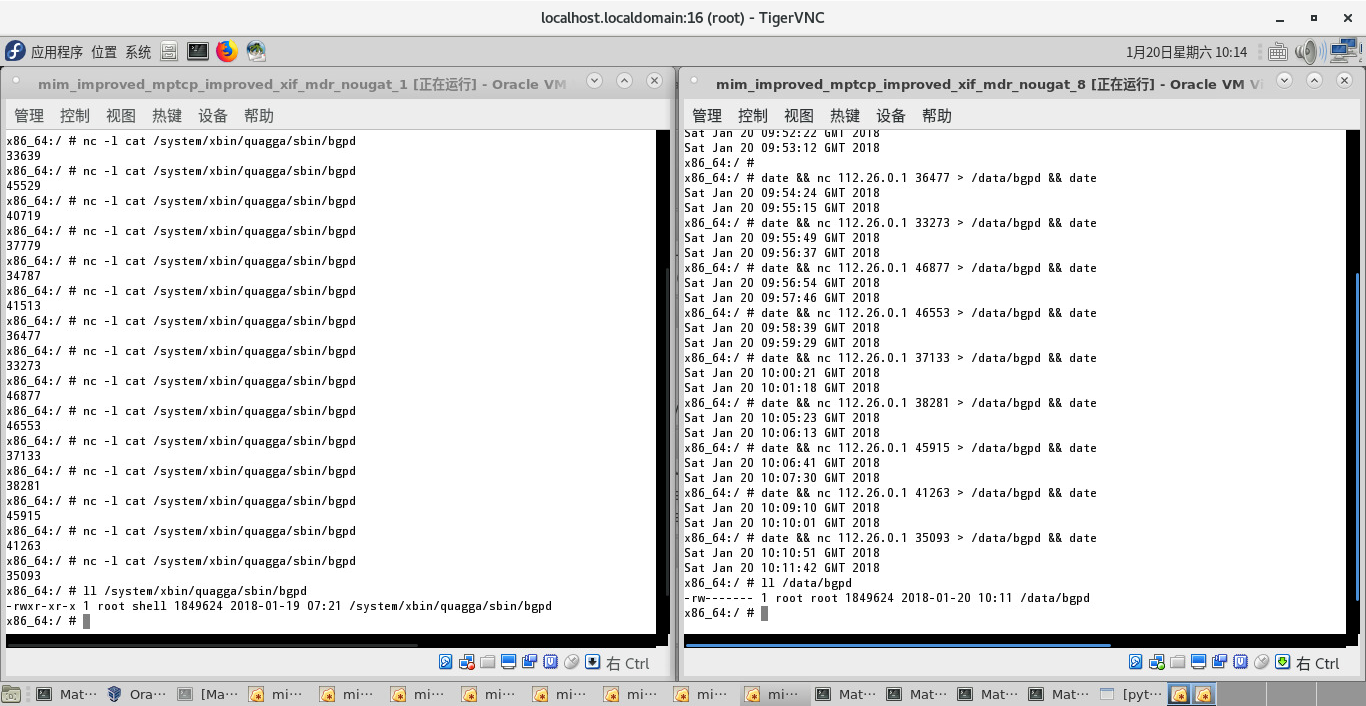 localhost.localdomain:16 (root) - TigerVNC
应用程序 位置 系统
1月20日星期六 10:14
mim_improved_mptcp_improved_xif_mdr_nougat_1 [正在运行] - Oracle VM
管理 控制 视图 热键 设备 帮助
x86_64:/ # nc -l cat /system/xbin/quagga/sbin/bgpd
33639
x86_64:/ # nc -l cat /system/xbin/quagga/sbin/bgpd
45529
x86_64:/ # nc -l cat /system/xbin/quagga/sbin/bgpd
40719
x86_64:/ # nc -l cat /system/xbin/quagga/sbin/bgpd
37779
x86_64:/ # nc -l cat /system/xbin/quagga/sbin/bgpd
34787
x86_64:/ # nc -l cat /system/xbin/quagga/sbin/bgpd
41513
x86_64:/ # nc -l cat /system/xbin/quagga/sbin/bgpd
36477
x86_64:/ # nc -l cat /system/xbin/quagga/sbin/bgpd
33273
x86_64:/ # nc -l cat /system/xbin/quagga/sbin/bgpd
46877
x86_64:/ # nc -l cat /system/xbin/quagga/sbin/bgpd
46553
x86_64:/ # nc -l cat /system/xbin/quagga/sbin/bgpd
37133
x86_64:/ # nc -l cat /system/xbin/quagga/sbin/bgpd
38281
x86_64:/ # nc -l cat /system/xbin/quagga/sbin/bgpd
45915
x86_64:/ # nc -l cat /system/xbin/quagga/sbin/bgpd
41263
x86_64:/ # nc -l cat /system/xbin/quagga/sbin/bgpd
35093
x86_64:/ # ll /system/xbin/quagga/sbin/bgpd
-rwxr-xr-x 1 root shell 1849624 2018-01-19 07:21 /system/xbin/quagga/sbin/bgpd
x86_64:/ #
右 Ctrl
mim_improved_mptcp_improved_xif_mdr_nougat_8 [正在运行] - Oracle VM Vi
管理 控制 视图 热键 设备 帮助
Sat Jan 20 09:52:22 GMT 2018
Sat Jan 20 09:53:12 GMT 2018
x86_64:/ #
x86_64:/ # date && nc 112.26.0.1 36477 > /data/bgpd && date
Sat Jan 20 09:54:24 GMT 2018
Sat Jan 20 09:55:15 GMT 2018
x86_64:/ # date && nc 112.26.0.1 33273 > /data/bgpd && date
Sat Jan 20 09:55:49 GMT 2018
Sat Jan 20 09:56:37 GMT 2018
x86_64:/ # date && nc 112.26.0.1 46877 > /data/bgpd && date
Sat Jan 20 09:56:54 GMT 2018
Sat Jan 20 09:57:46 GMT 2018
x86_64:/ # date && nc 112.26.0.1 46553 > /data/bgpd && date
Sat Jan 20 09:58:39 GMT 2018
Sat Jan 20 09:59:29 GMT 2018
x86_64:/ # date && nc 112.26.0.1 37133 > /data/bgpd && date
Sat Jan 20 10:00:21 GMT 2018
Sat Jan 20 10:01:18 GMT 2018
x86_64:/ # date && nc 112.26.0.1 38281 > /data/bgpd && date
Sat Jan 20 10:05:23 GMT 2018
Sat Jan 20 10:06:13 GMT 2018
x86_64:/ # date && nc 112.26.0.1 45915 > /data/bgpd && date
Sat Jan 20 10:06:41 GMT 2018
Sat Jan 20 10:07:30 GMT 2018
x86_64:/ # date && nc 112.26.0.1 41263 > /data/bgpd && date
Sat Jan 20 10:09:10 GMT 2018
Sat Jan 20 10:10:01 GMT 2018
x86_64:/ # date && nc 112.26.0.1 35093 > /data/bgpd && date
Sat Jan 20 10:10:51 GMT 2018
Sat Jan 20 10:11:42 GMT 2018
x86_64:/ # ll /data/bgpd
-rw------- 1 root root 1849624 2018-01-20 10:11 /data/bgpd
x86_64:/ #
右 Ctrl
Mat… Ora… [Ma… mi… mi… mi… mi… mi… mi… mi… mi… Mat… Mat… Mat… Mat… [pyt…